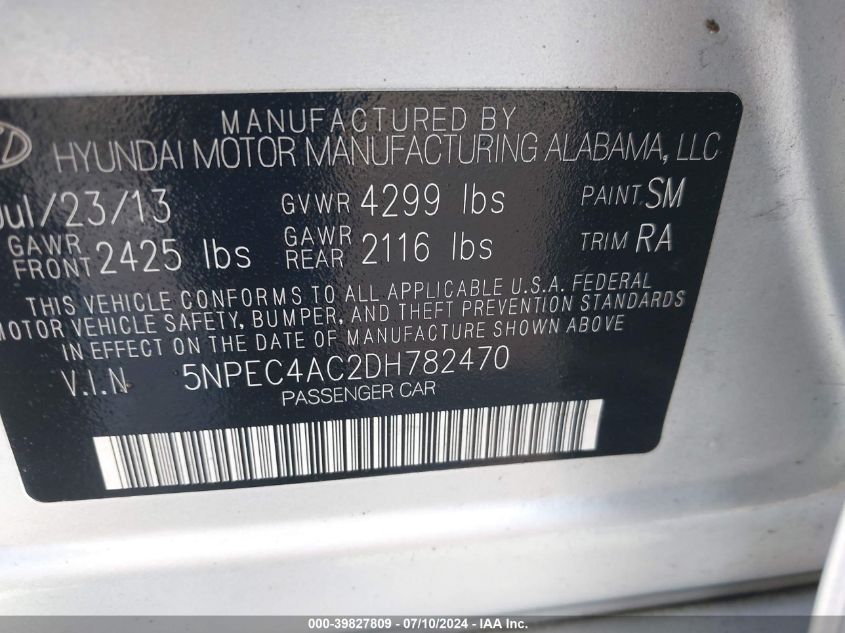 MANUFACTURED BY
HYUNDAI MOTOR MANUFACTURING ALABAMA, LLC
Jul/23/13 GVWR 4299 lbs PAINT SM
GAWR FRONT 2425 lbs GAWR REAR 2116 lbs TRIM RA
THIS VEHICLE CONFORMS TO ALL APPLICABLE U.S.A. FEDERAL
MOTOR VEHICLE SAFETY, BUMPER, AND THEFT PREVENTION STANDARDS
IN EFFECT ON THE DATE OF MANUFACTURE SHOWN ABOVE
V.I.N 5NPEC4AC2DH782470
PASSENGER CAR
000-39827809 / 07/10/2024 - IAA Inc.